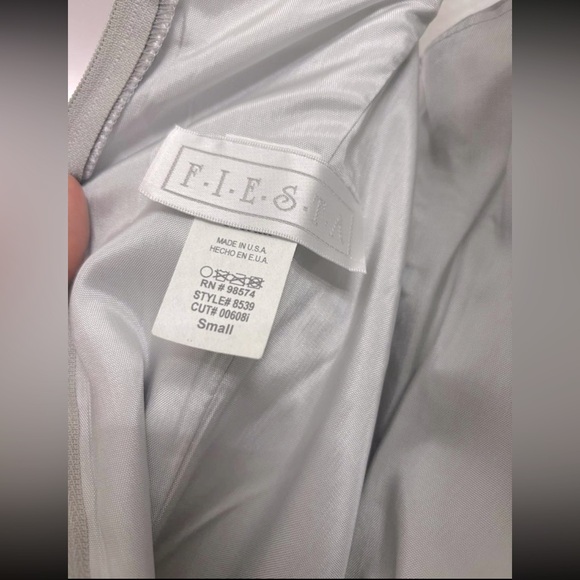 F.I.E.S.T.A
MADE IN U.S.A.
HECHO EN E.U.A.
RN # 98574
STYLE# 8539
CUT# 00608i
Small